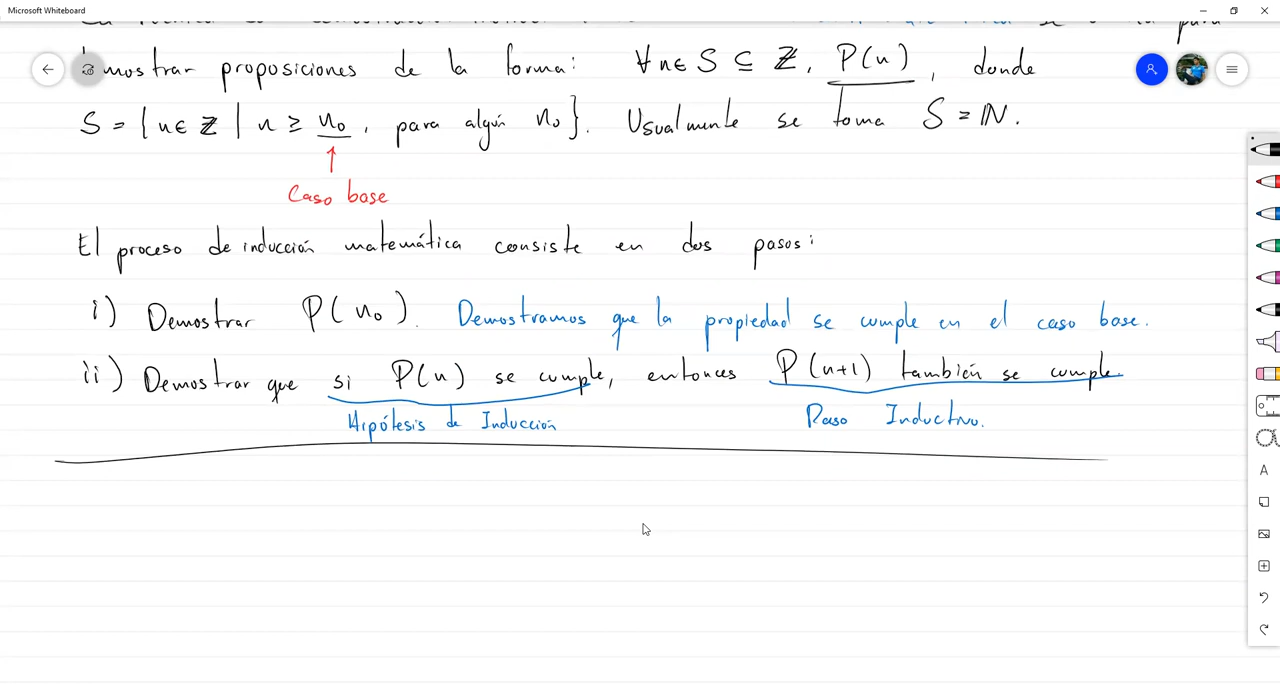 Microsoft Whiteboard
para
demostrar proposiciones de la forma: ∀ n ∈ S ⊆ ℤ, P(n), donde
S = { n ∈ ℤ | n ≥ n₀, para algún n₀ }. Usualmente se toma S = ℕ.
Caso base
El proceso de inducción matemática consiste en dos pasos:
i) Demostrar P(n₀). Demostramos que la propiedad se cumple en el caso base.
ii) Demostrar que si P(n) se cumple, entonces P(n+1) también se cumple.
Hipótesis de Inducción Paso Inductivo.
A